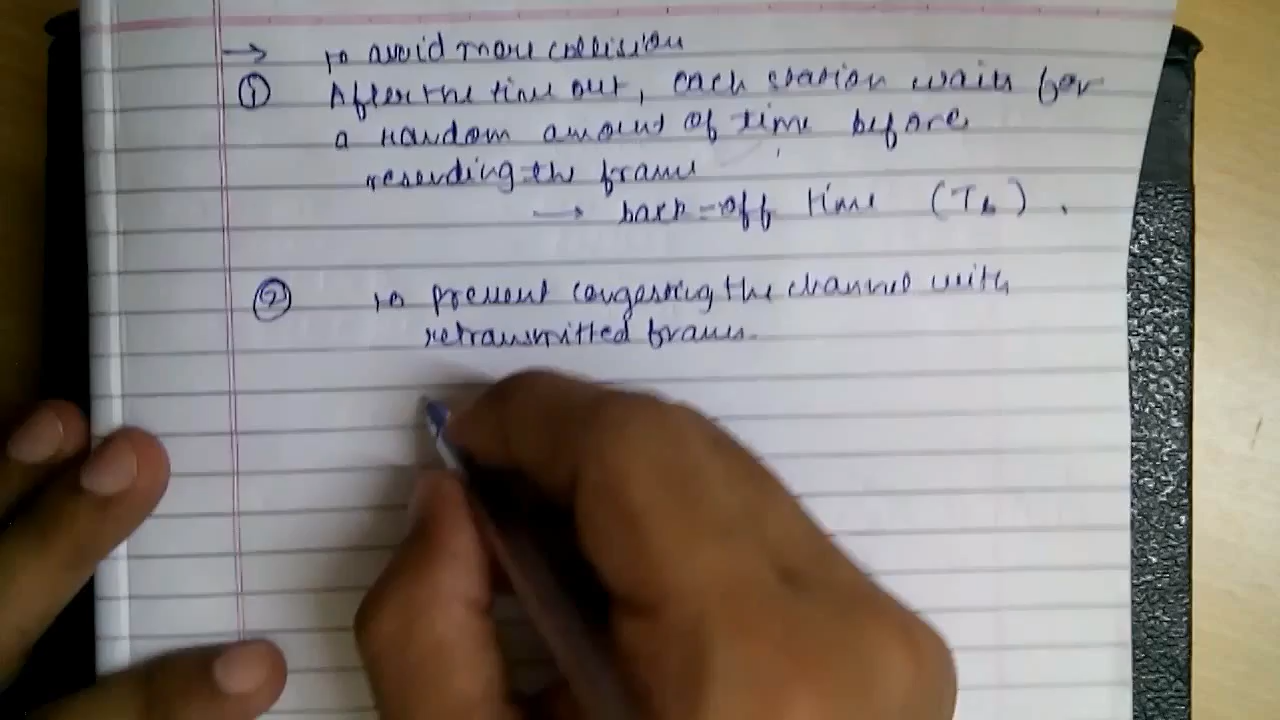 → to avoid more collision
① After the time out, each station waits for
a random amount of time before
resending the frame
→ back-off time (Tb).
② to prevent congesting the channel with
retransmitted frames.